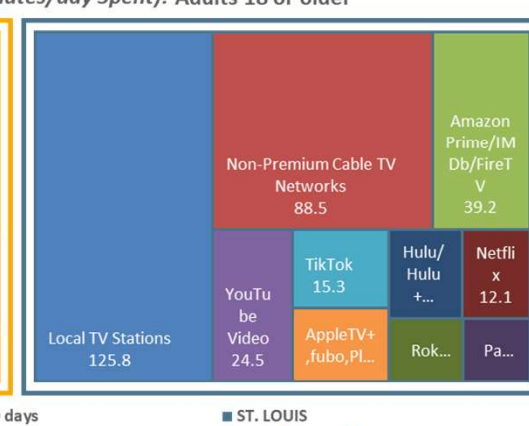 Spent): Adults 18 or older
Local TV Stations
125.8
Non-Premium Cable TV
Networks
88.5
Amazon
Prime/IM
Db/FireT
V
39.2
YouTu
be
Video
24.5
TikTok
15.3
AppleTV+
,fubo,Pl...
Hulu/
Hulu
+...
Netfli
x
12.1
Rok...
Pa...
days
ST. LOUIS